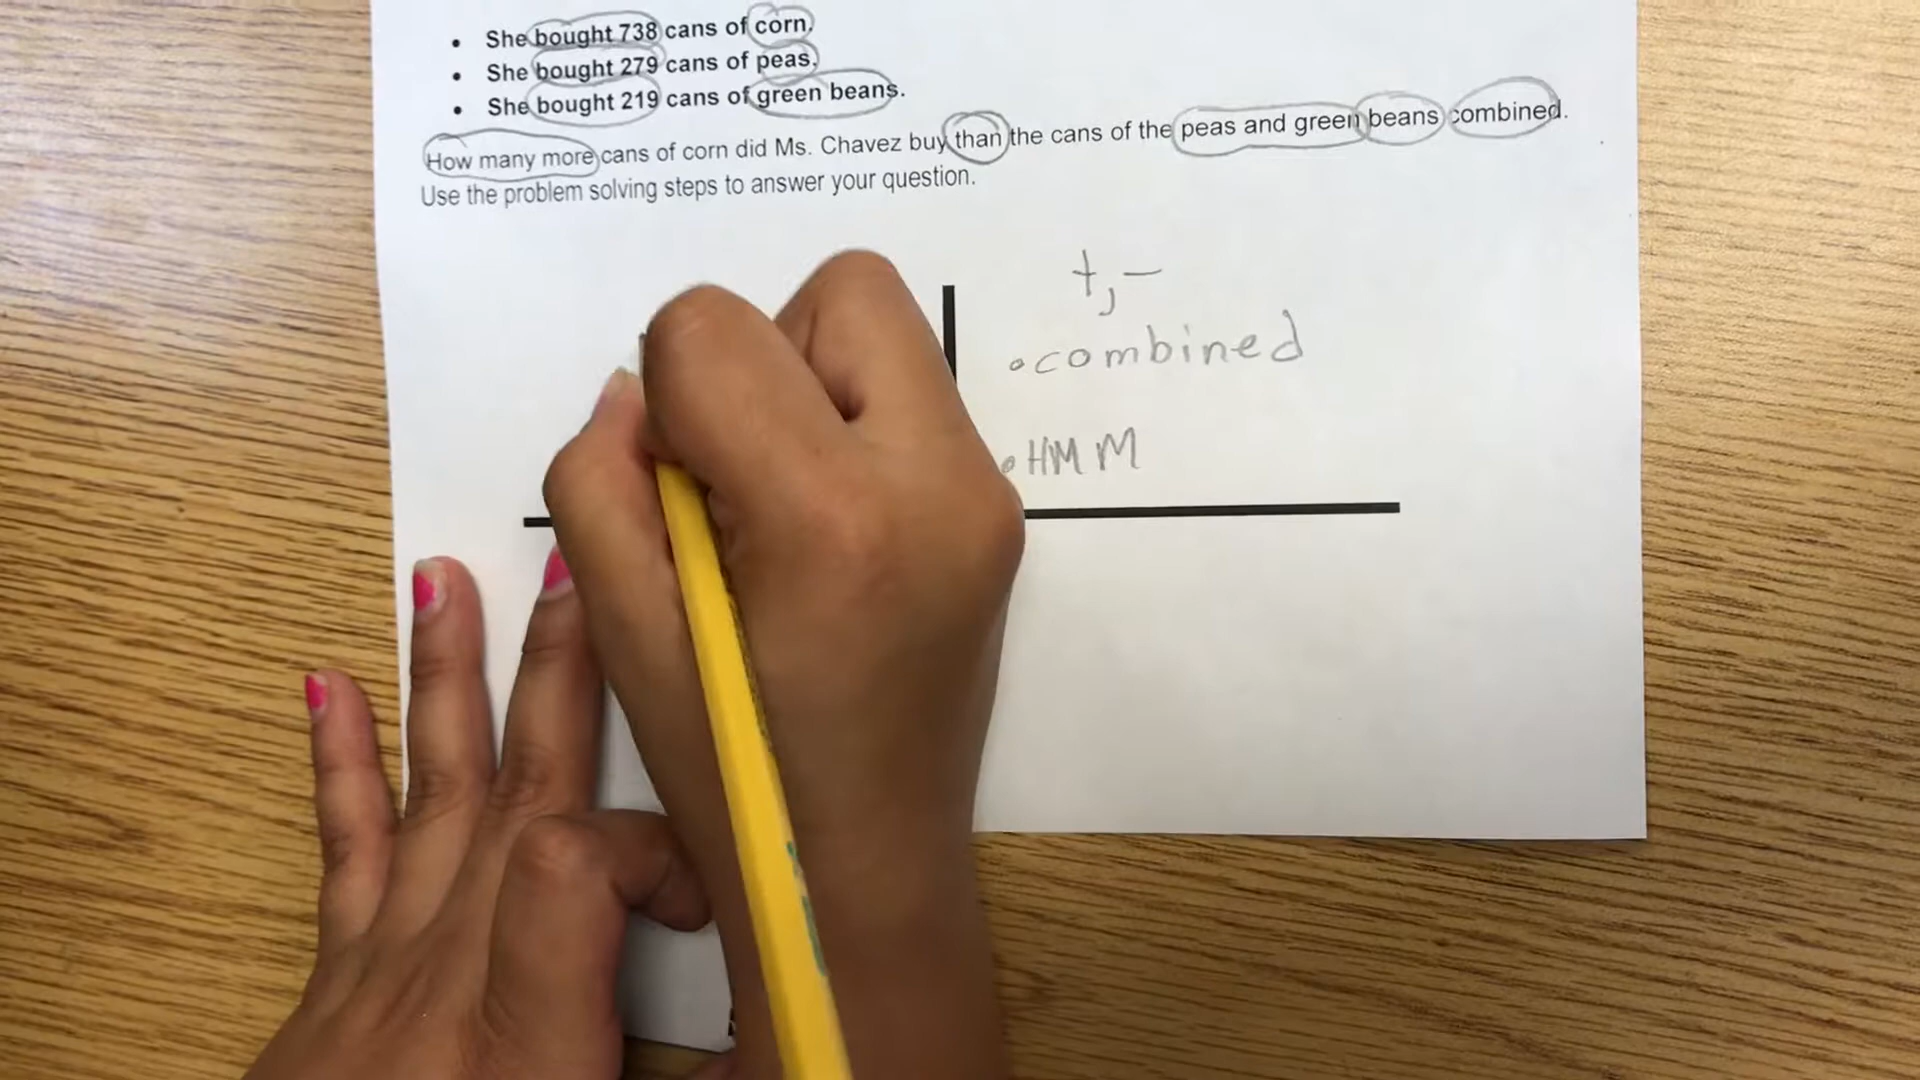 • She bought 738 cans of corn.
• She bought 279 cans of peas.
• She bought 219 cans of green beans.
How many more cans of corn did Ms. Chavez buy than the cans of the peas and green beans combined.
Use the problem solving steps to answer your question.
+, -
• combined
• HMM